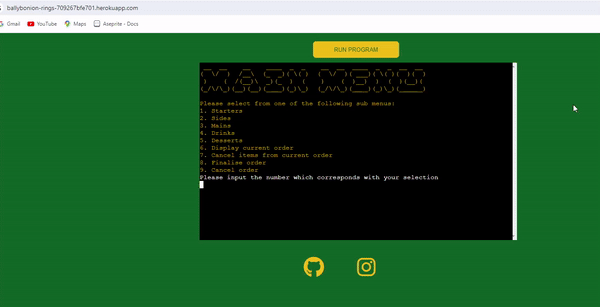 ballybonion-rings-709267bfe701.herokuapp.com
Gmail YouTube Maps Aseprite - Docs
RUN PROGRAM
MAIN MENU
Please select from one of the following sub menus:
1. Starters
2. Sides
3. Mains
4. Drinks
5. Desserts
6. Display current order
7. Cancel items from current order
8. Finalise order
9. Cancel order
Please input the number which corresponds with your selection